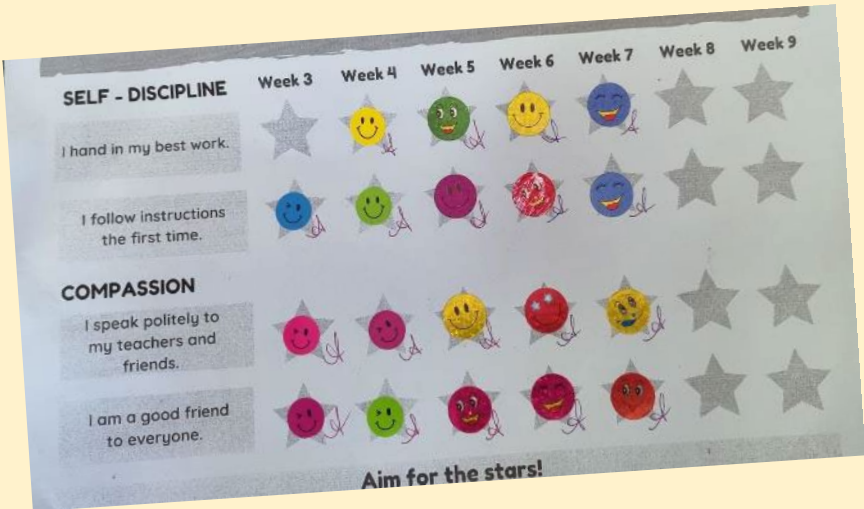 Week 3 Week 4 Week 5 Week 6 Week 7 Week 8 Week 9
SELF - DISCIPLINE
I hand in my best work.
I follow instructions
the first time.
COMPASSION
I speak politely to
my teachers and
friends.
I am a good friend
to everyone.
Aim for the stars!